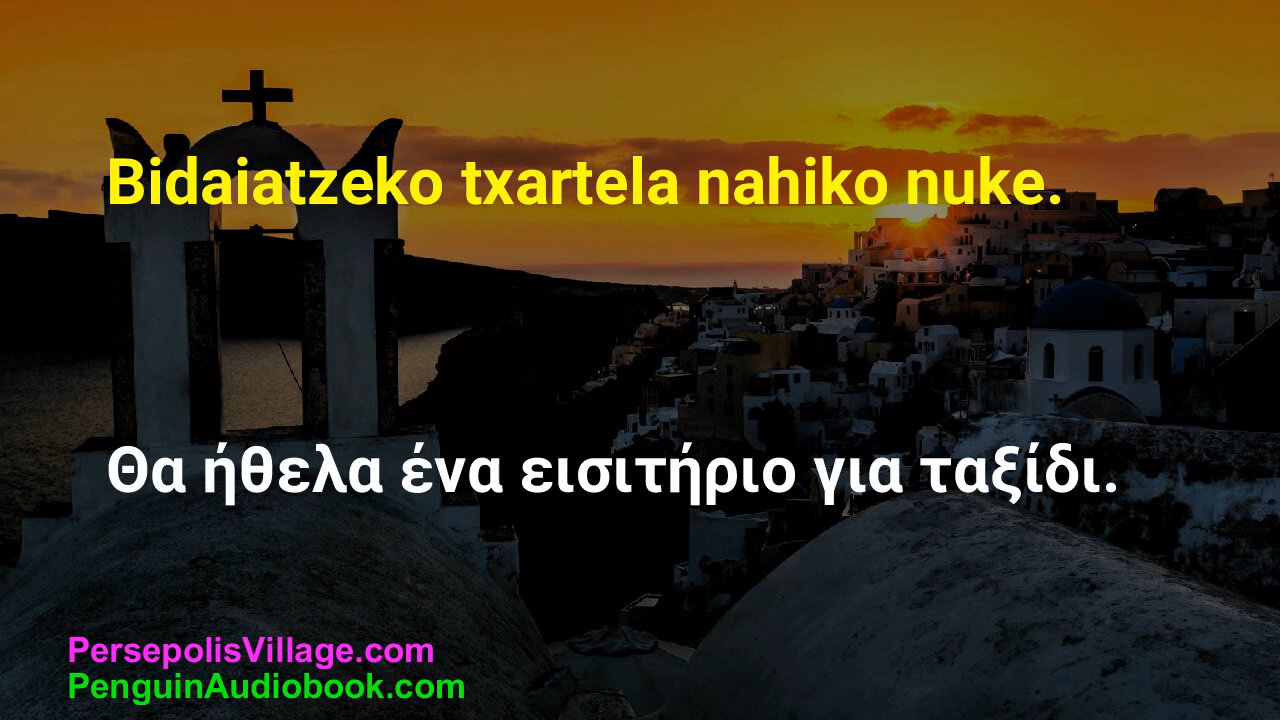 Bidaiatzeko txartela nahiko nuke.
Θα ήθελα ένα εισιτήριο για ταξίδι.
PersepolisVillage.com
PenguinAudiobook.com